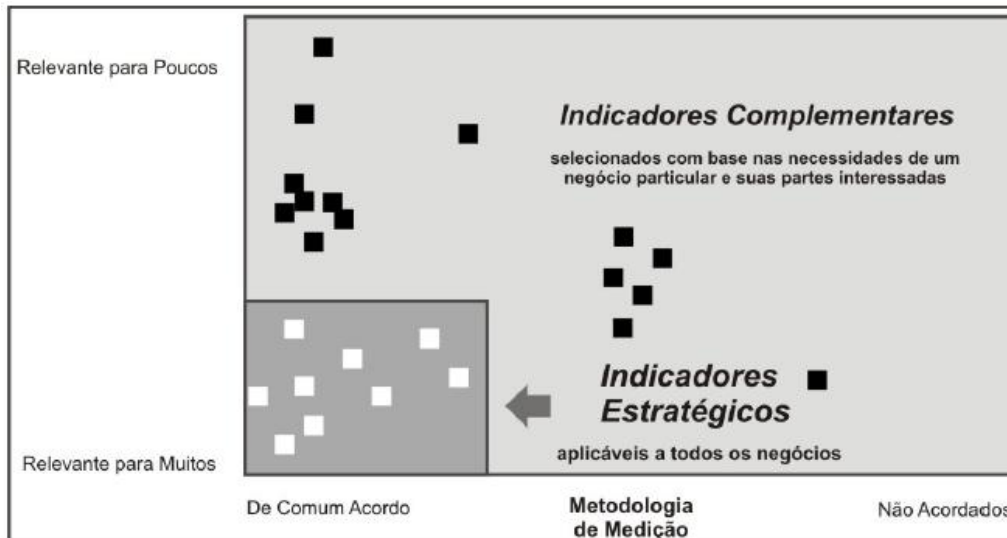 Relevante para Poucos
Indicadores Complementares
selecionados com base nas necessidades de um
negócio particular e suas partes interessadas
Indicadores
Estratégicos
aplicáveis a todos os negócios
Relevante para Muitos
De Comum Acordo
Metodologia
de Medição
Não Acordados